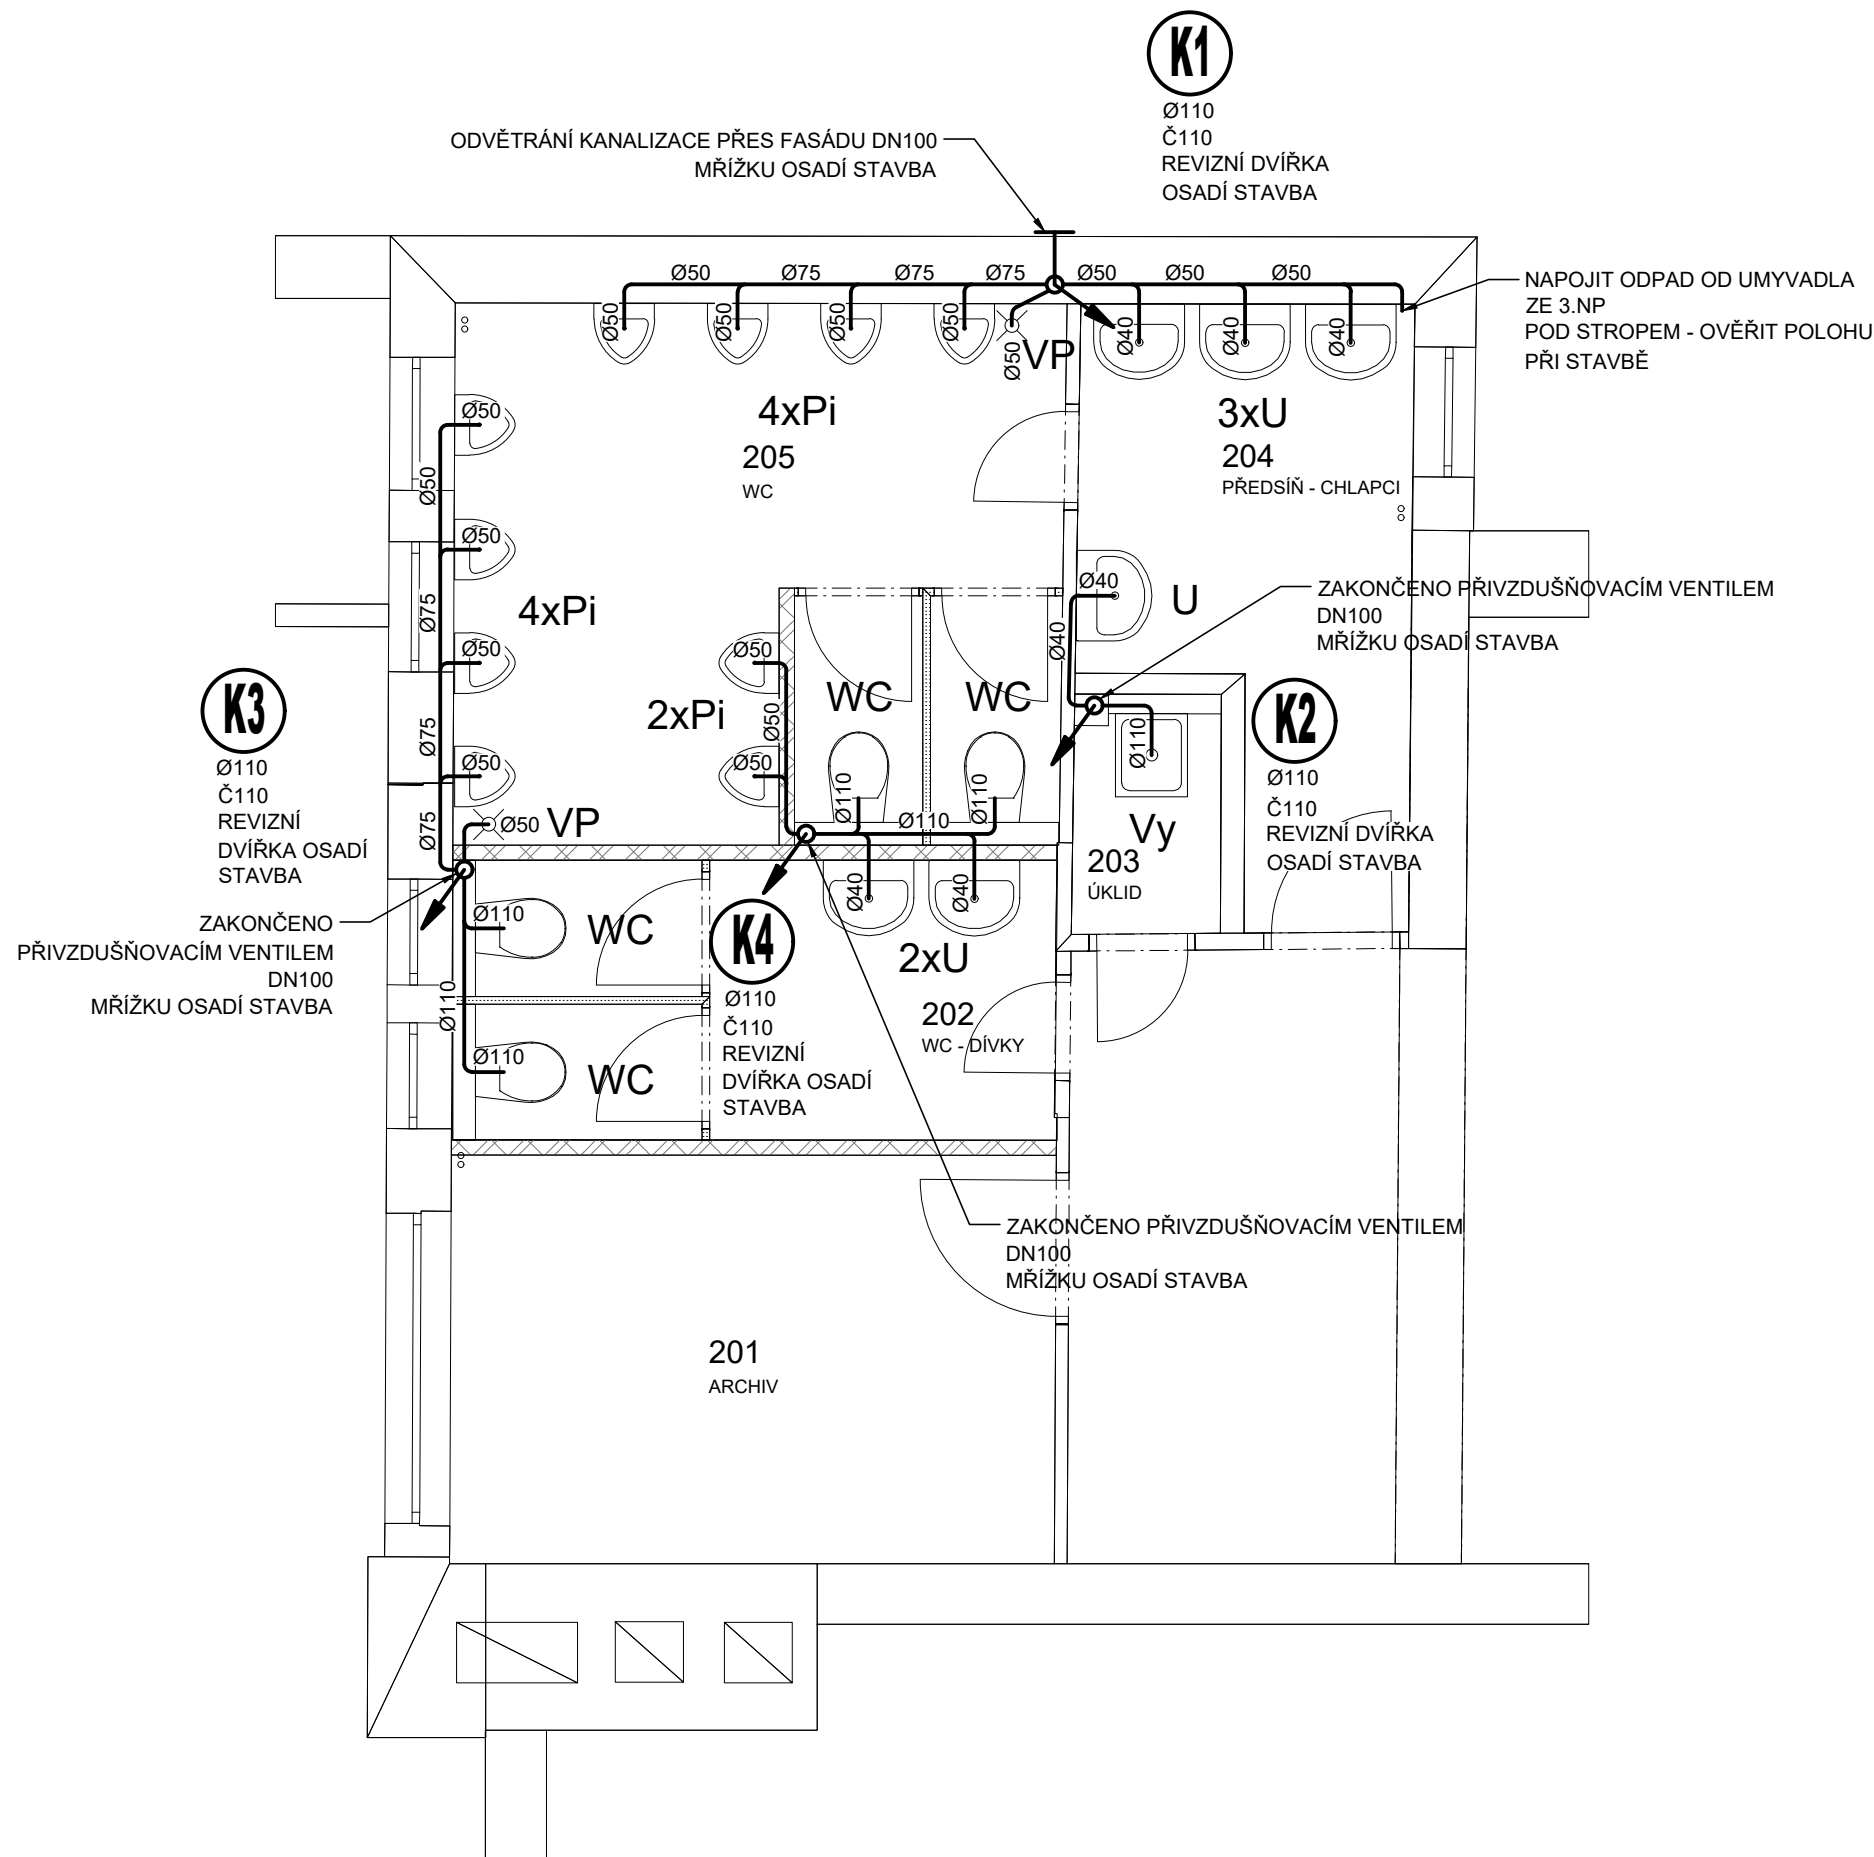 K1
Ø110
Č110
REVIZNÍ DVÍŘKA
OSADÍ STAVBA
ODVĚTRÁNÍ KANALIZACE PŘES FASÁDU DN100
MŘÍŽKU OSADÍ STAVBA
Ø50 Ø75 Ø75 Ø75 Ø50 Ø50 Ø50
NAPOJIT ODPAD OD UMYVADLA
ZE 3.NP
POD STROPEM - OVĚŘIT POLOHU
PŘI STAVBĚ
Ø50 Ø50 Ø50 Ø50 Ø50 Ø40 Ø40 Ø40
VP
4xPi
205
WC
3xU
204
PŘEDSÍŇ - CHLAPCI
Ø50
Ø50
Ø50
Ø75
Ø50
Ø75
Ø50
Ø75
4xPi
Ø40
Ø40
U
ZAKONČENO PŘIVZDUŠŇOVACÍM VENTILEM
DN100
MŘÍŽKU OSADÍ STAVBA
Ø50
Ø50
Ø50
2xPi
WC
WC
Ø110
Ø110
Ø110
K3
Ø110
Č110
REVIZNÍ
DVÍŘKA OSADÍ
STAVBA
K2
Ø110
Č110
REVIZNÍ DVÍŘKA
OSADÍ STAVBA
Ø110
Vy
203
ÚKLID
Ø50 VP
ZAKONČENO
PŘIVZDUŠŇOVACÍM VENTILEM
DN100
MŘÍŽKU OSADÍ STAVBA
Ø110
WC
Ø110
Ø110
WC
K4
Ø110
Č110
REVIZNÍ
DVÍŘKA OSADÍ
STAVBA
Ø40
Ø40
2xU
202
WC - DÍVKY
ZAKONČENO PŘIVZDUŠŇOVACÍM VENTILEM
DN100
MŘÍŽKU OSADÍ STAVBA
201
ARCHIV